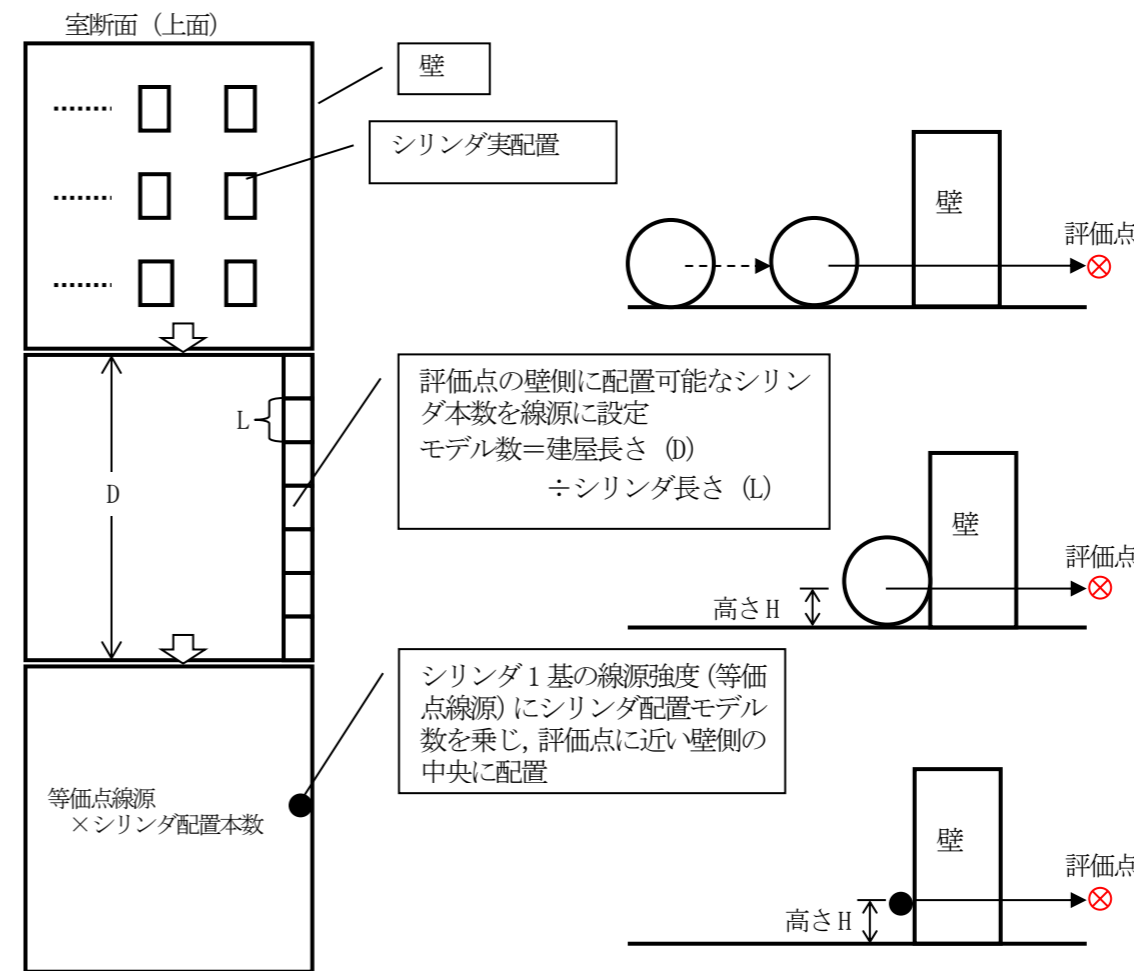 室断面（上面）
壁
シリンダ実配置
壁
評価点
評価点の壁側に配置可能なシリン
ダ本数を線源に設定
モデル数＝建屋長さ（D）
÷シリンダ長さ（L）
L
D
壁
評価点
高さH
シリンダ１基の線源強度（等価
点線源）にシリンダ配置モデル
数を乗じ，評価点に近い壁側の
中央に配置
等価点線源
×シリンダ配置本数
壁
評価点
高さH